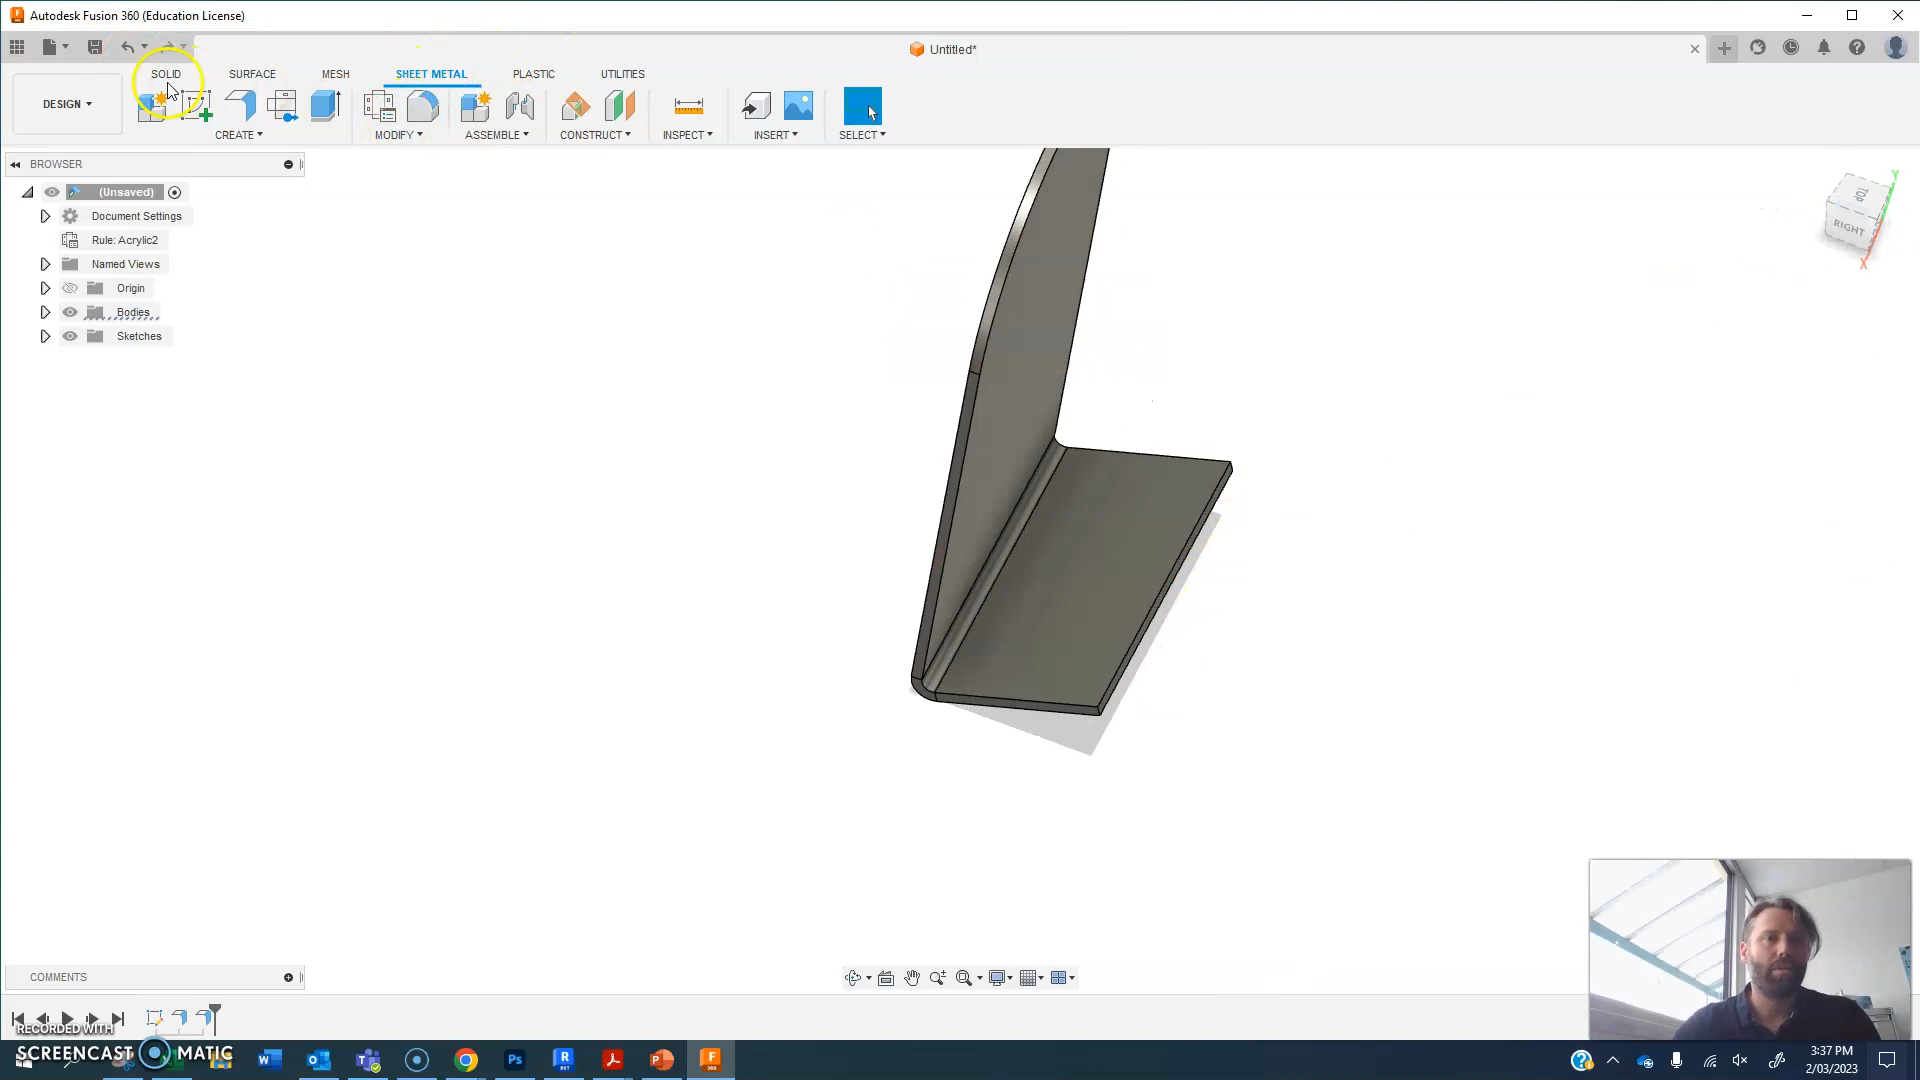 Autodesk Fusion 360 (Education License)
Untitled*
SOLID
SURFACE
MESH
SHEET METAL
PLASTIC
UTILITIES
DESIGN
CREATE
MODIFY
ASSEMBLE
CONSTRUCT
INSPECT
INSERT
SELECT
BROWSER
(Unsaved)
Document Settings
Rule: Acrylic2
Named Views
Origin
Bodies
Sketches
TOP
RIGHT
Y
X
COMMENTS
RECORDED WITH
SCREENCAST MATIC
3:37 PM
2/03/2023